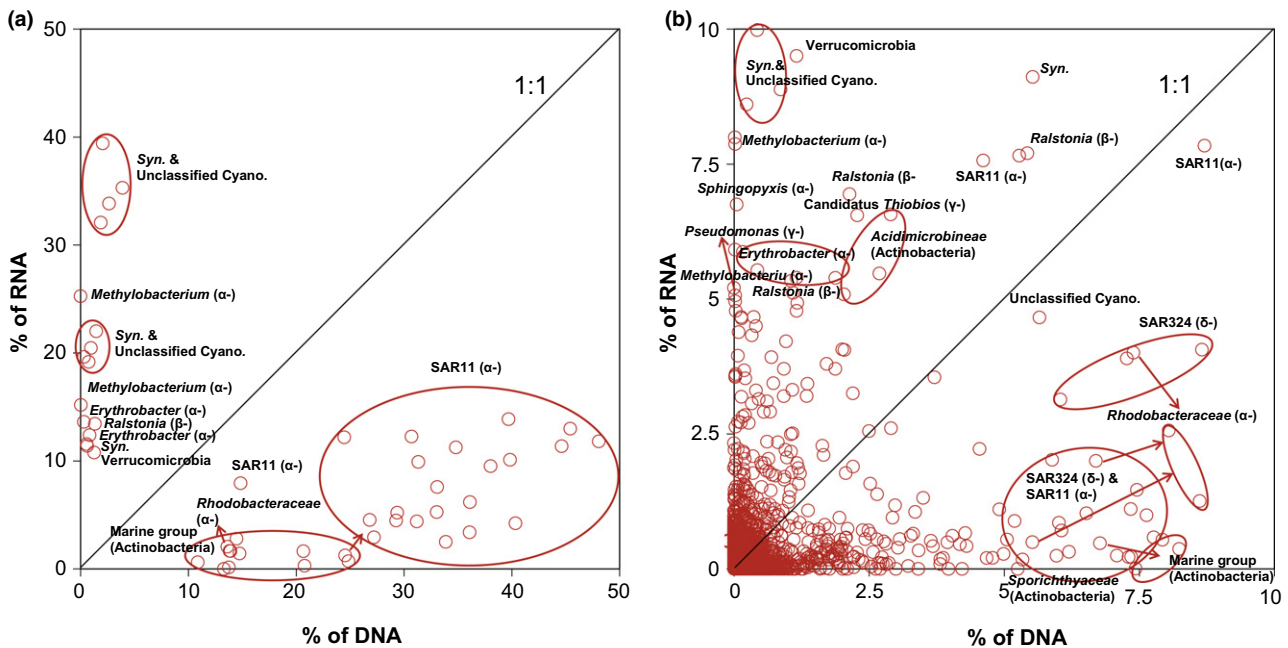 (a)
50
40
30
20
10
0
% of RNA
1:1
Syn. &
Unclassified Cyano.
Methylobacterium (α-)
Syn. &
Unclassified Cyano.
Methylobacterium (α-)
Erythrobacter (α-)
Ralstonia (β-)
Erythrobacter (α-)
Syn.
Verrucomicrobia
SAR11 (α-)
SAR11 (α-)
Rhodobacteraceae
(α-)
Marine group
(Actinobacteria)
0
10
20
30
40
50
% of DNA
(b)
10
7.5
5
2.5
0
% of RNA
1:1
Verrucomicrobia
Syn.&
Unclassified Cyano.
Syn.
Methylobacterium (α-)
Ralstonia (β-)
SAR11 (α-)
SAR11(α-)
Sphingopyxis (α-)
Ralstonia (β-
Candidatus Thiobios (γ-)
Pseudomonas (γ-)
Acidimicrobineae
(Actinobacteria)
Erythrobacter (α-)
Methylobacteriu (α-)
Ralstonia (β-)
Unclassified Cyano.
SAR324 (δ-)
Rhodobacteraceae (α-)
SAR324 (δ-) &
SAR11 (α-)
Marine group
(Actinobacteria)
Sporichthyaceae
(Actinobacteria)
0
2.5
5
7.5
10
% of DNA